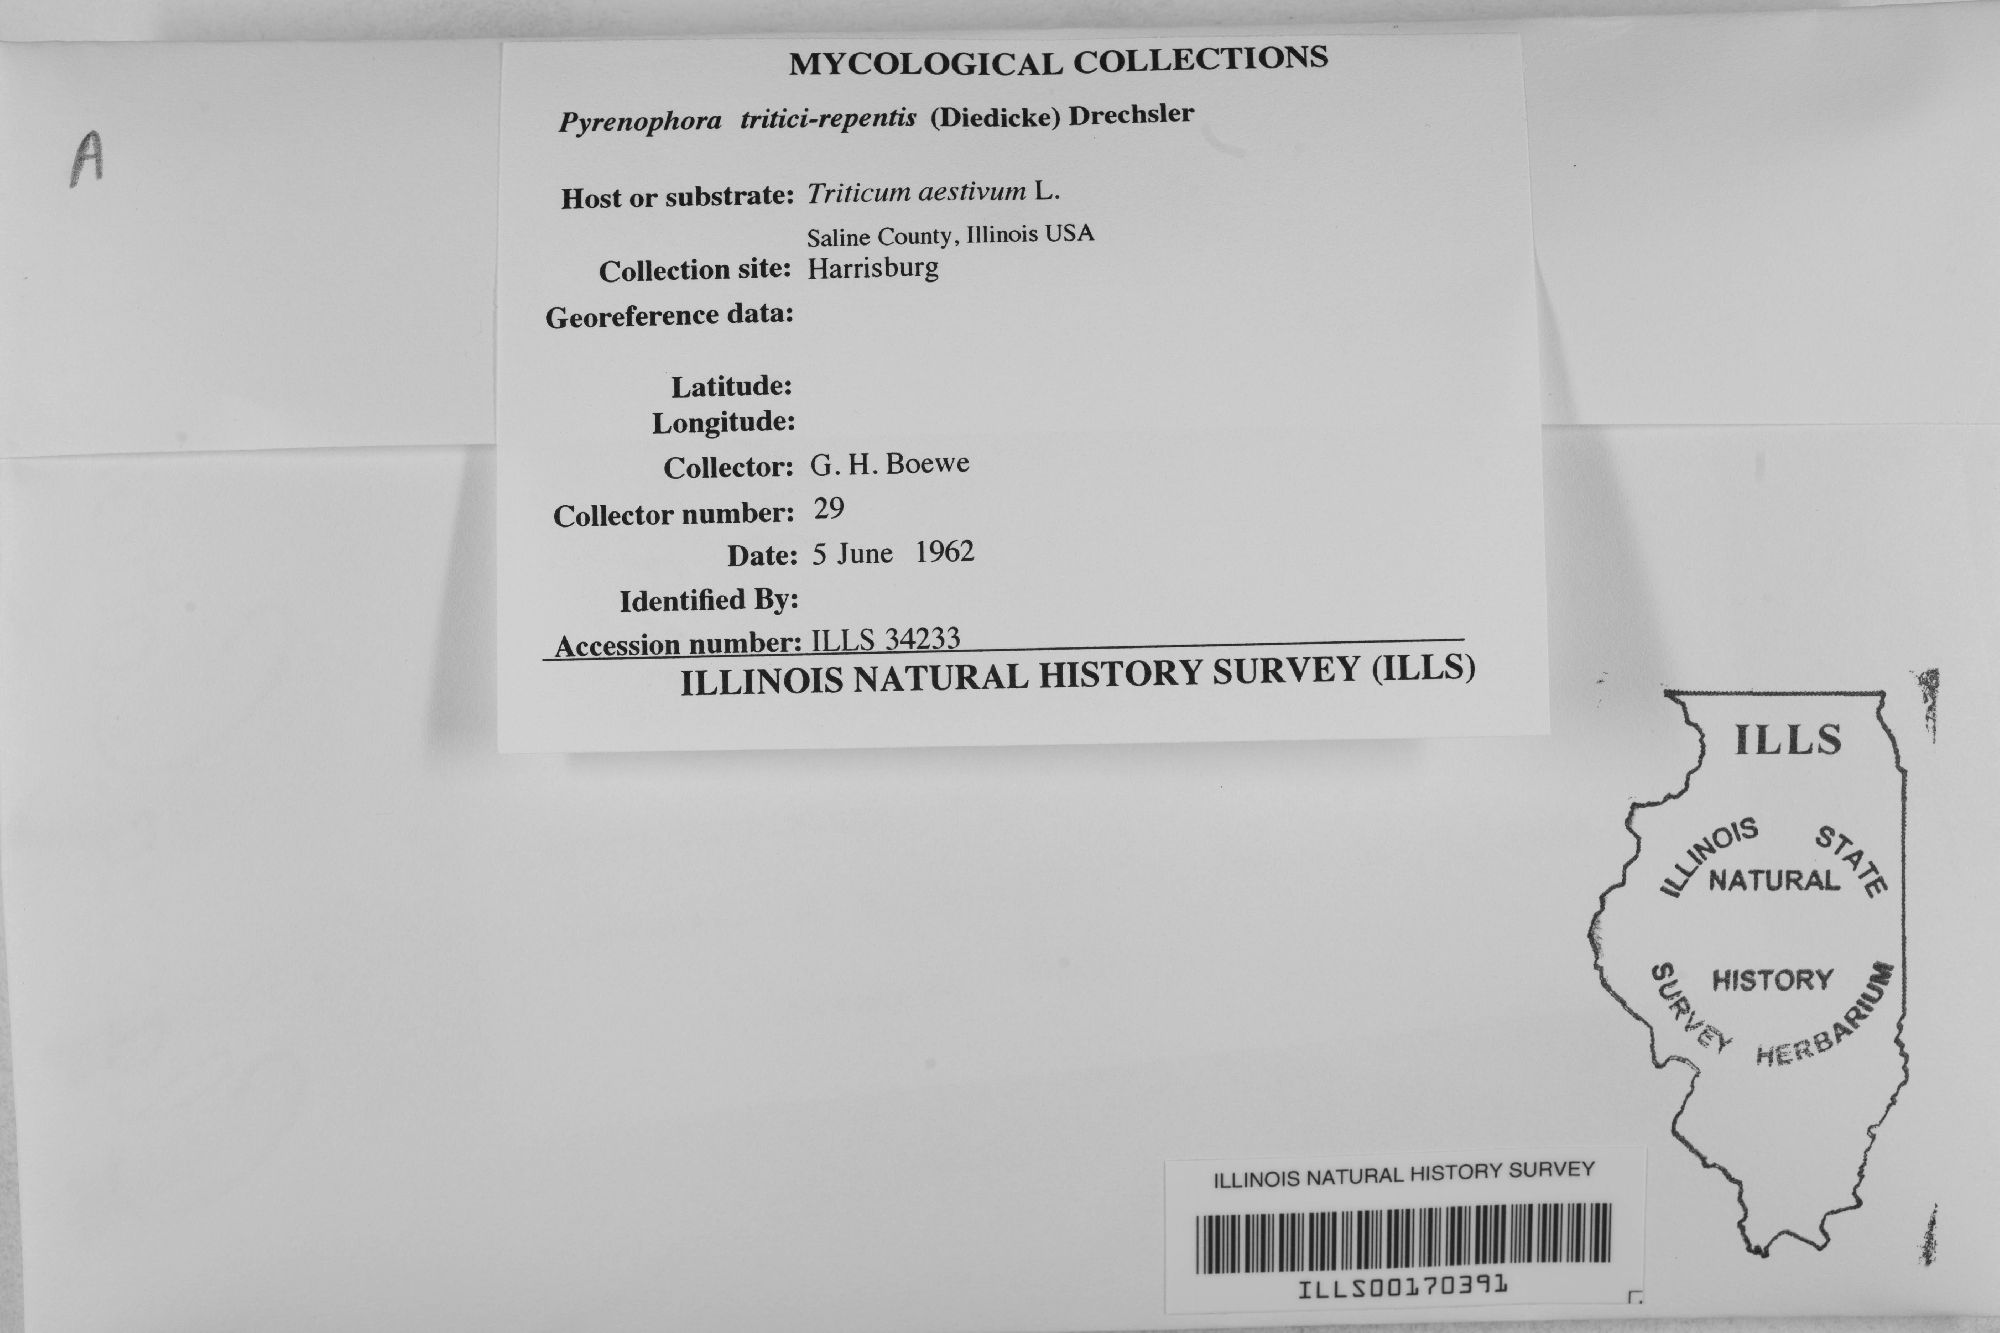 MYCOLOGICAL COLLECTIONS
A
Pyrenophora tritici-repentis (Diedicke) Drechsler
Host or substrate: Triticum aestivum L.
Saline County, Illinois USA
Collection site: Harrisburg
Georeference data:
Latitude:
Longitude:
Collector: G. H. Boewe
Collector number: 29
Date: 5 June 1962
Identified By:
Accession number: ILLS 34233
ILLINOIS NATURAL HISTORY SURVEY (ILLS)
ILLS
ILLINOIS STATE
NATURAL
HISTORY
SURVEY HERBARIUM
ILLINOIS NATURAL HISTORY SURVEY
ILLS00170391